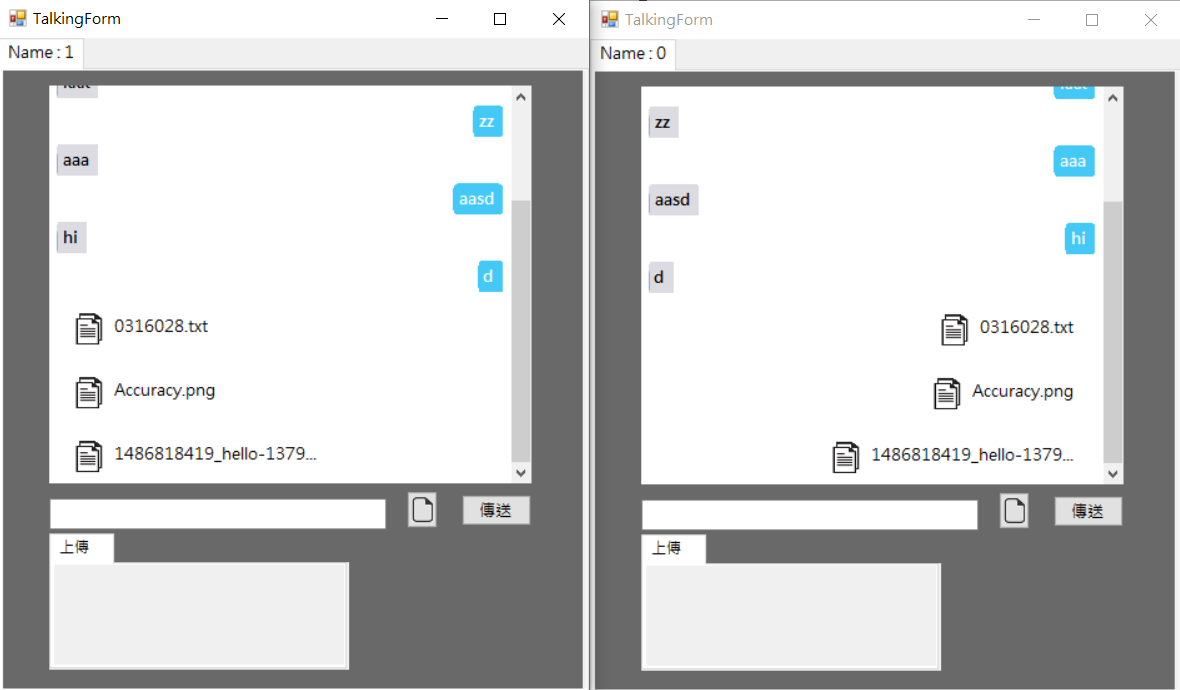 TalkingForm
Name : 1
zz
aaa
aasd
hi
d
0316028.txt
Accuracy.png
1486818419_hello-1379...
傳送
上傳
TalkingForm
Name : 0
zz
aaa
aasd
hi
d
0316028.txt
Accuracy.png
1486818419_hello-1379...
傳送
上傳